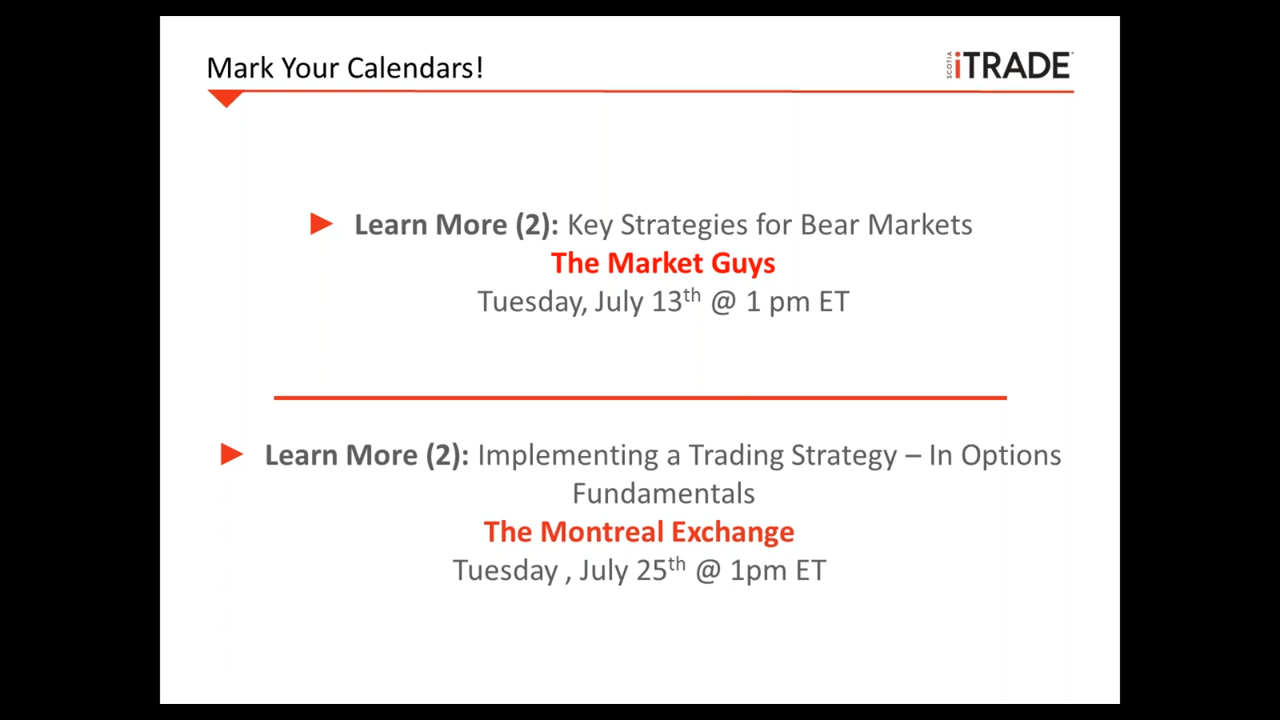 Mark Your Calendars!
SCOTIA iTRADE
► Learn More (2): Key Strategies for Bear Markets
The Market Guys
Tuesday, July 13th @ 1 pm ET
► Learn More (2): Implementing a Trading Strategy – In Options
Fundamentals
The Montreal Exchange
Tuesday , July 25th @ 1pm ET